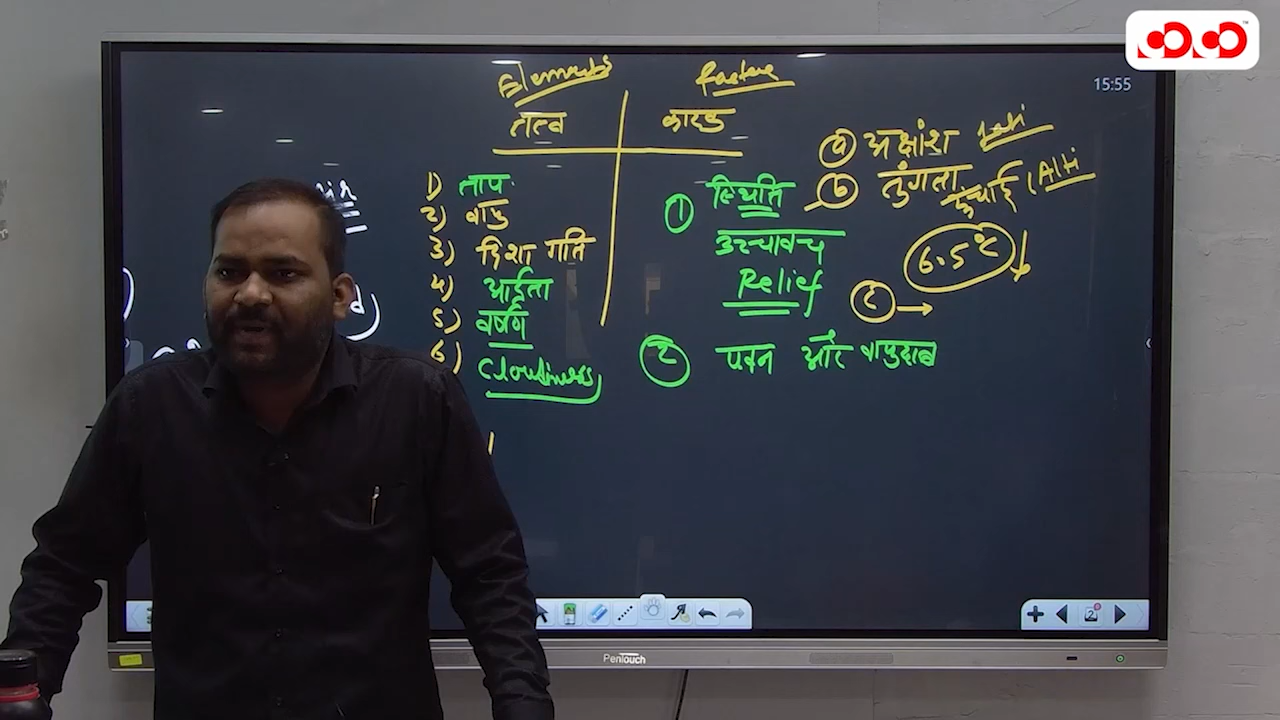 Elements
तत्व
1) ताप
2) वायु
3) दिशा गति
4) आर्द्रता
5) वर्षण
6) Cloudiness
Factors
कारक
① स्थिति
उच्चावच
Relief
② पवन और वायुदाब
ⓐ अक्षांश Lati
ⓑ तुंगता
ऊंचाई (Alti
6.5°C
15:55
PenTouch